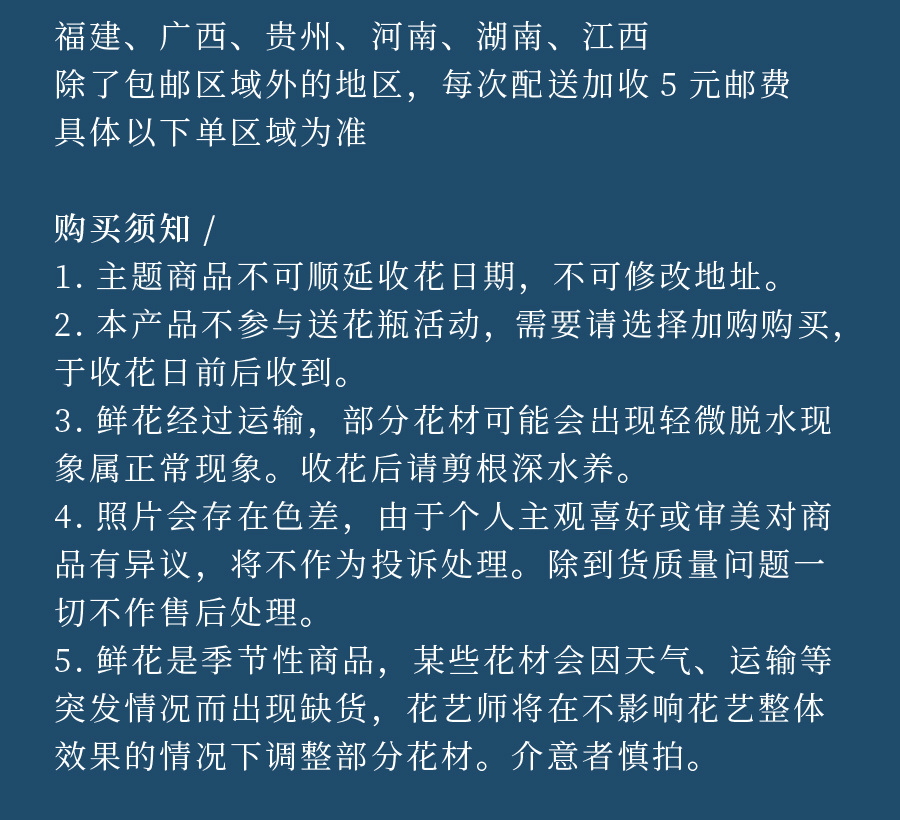 福建、广西、贵州、河南、湖南、江西
除了包邮区域外的地区，每次配送加收 5 元邮费
具体以下单区域为准
购买须知 /
1. 主题商品不可顺延收花日期，不可修改地址。
2. 本产品不参与送花瓶活动，需要请选择加购购买，
于收花日前后收到。
3. 鲜花经过运输，部分花材可能会出现轻微脱水现
象属正常现象。收花后请剪根深水养。
4. 照片会存在色差，由于个人主观喜好或审美对商
品有异议，将不作为投诉处理。除到货质量问题一
切不作售后处理。
5. 鲜花是季节性商品，某些花材会因天气、运输等
突发情况而出现缺货，花艺师将在不影响花艺整体
效果的情况下调整部分花材。介意者慎拍。